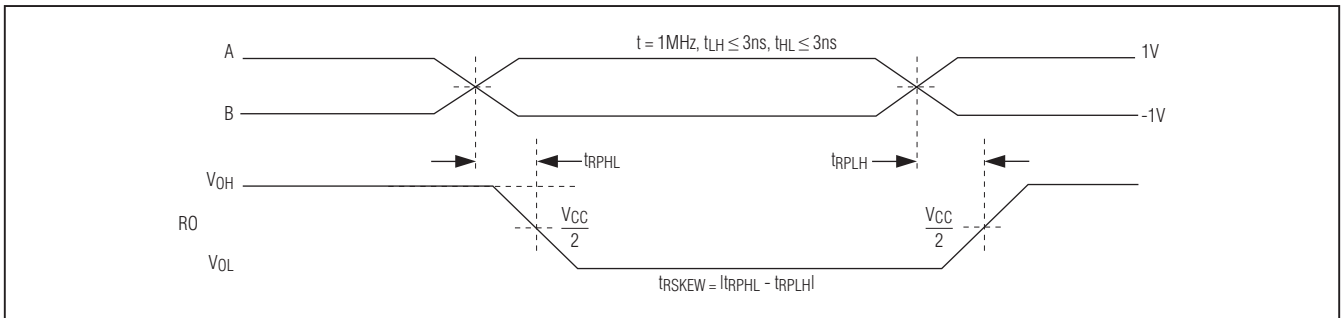 t = 1MHz, tLH ≤ 3ns, tHL ≤ 3ns
A
1V
B
-1V
tRPHL
tRPLH
VOH
RO
VCC
2
VCC
2
VOL
tRSKEW = |tRPHL - tRPLH|